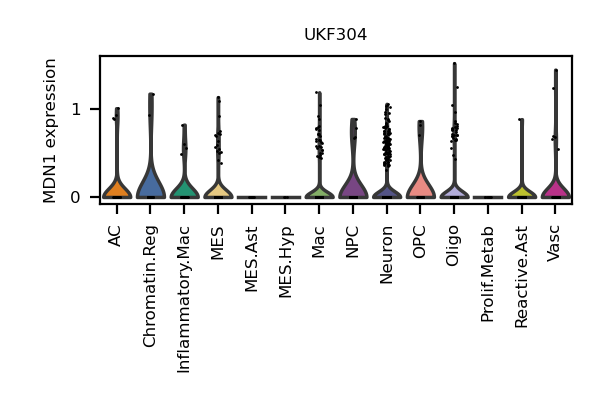 UKF304
MDN1 expression
1
0
AC
Chromatin.Reg
Inflammatory.Mac
MES
MES.Ast
MES.Hyp
Mac
NPC
Neuron
OPC
Oligo
Prolif.Metab
Reactive.Ast
Vasc